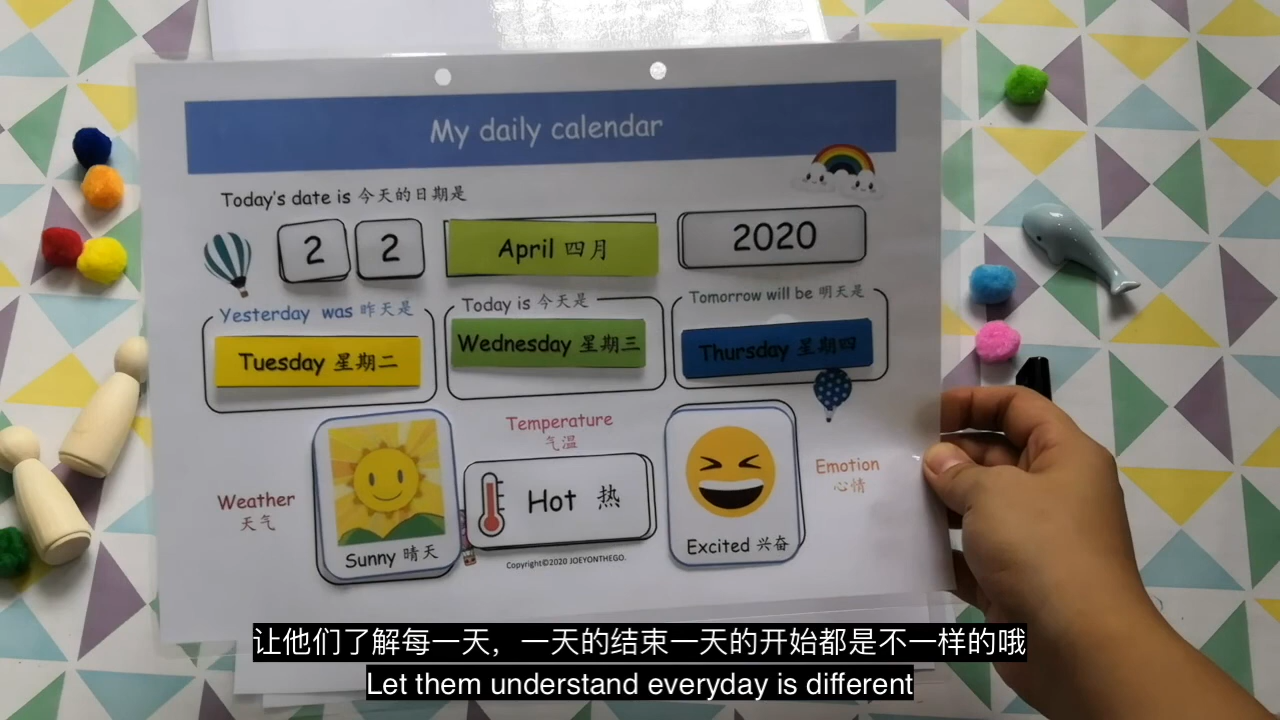 My daily calendar
Today's date is 今天的日期是
2 2 April 四月 2020
Yesterday was 昨天是
Today is 今天是
Tomorrow will be 明天是
Tuesday 星期二
Wednesday 星期三
Thursday 星期四
Weather
天气
Sunny 晴天
Temperature
气温
Hot 热
Excited 兴奋
Emotion
心情
Copyright©2020 JOEYONTHEGO.
让他们了解每一天，一天的结束一天的开始都是不一样的哦
Let them understand everyday is different